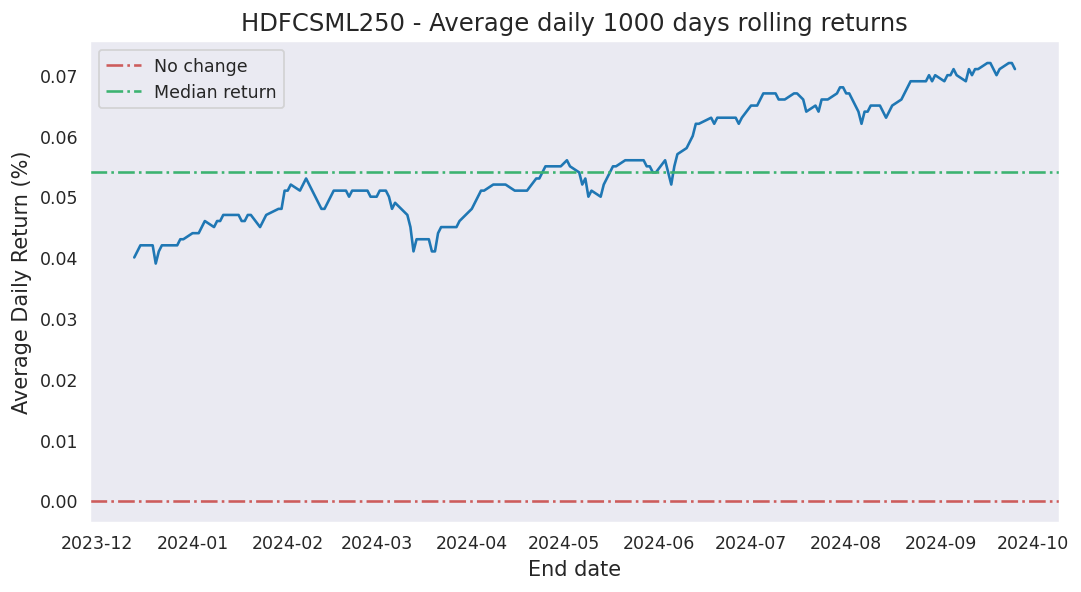 HDFCSML250 - Average daily 1000 days rolling returns
No change
Median return
Average Daily Return (%)
0.07
0.06
0.05
0.04
0.03
0.02
0.01
0.00
2023-12 2024-01 2024-02 2024-03 2024-04 2024-05 2024-06 2024-07 2024-08 2024-09 2024-10
End date